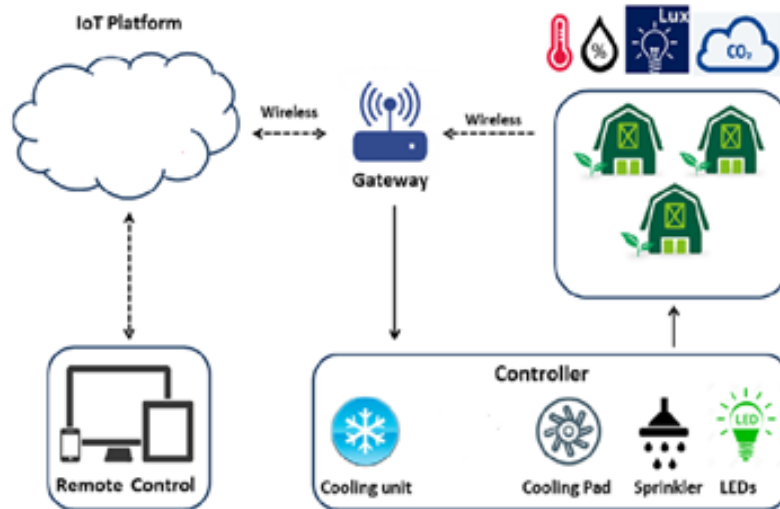 IoT Platform
Lux
%
CO₂
Wireless
Wireless
Gateway
Controller
LED
Remote Control
Cooling unit
Cooling Pad
Sprinkler
LEDs